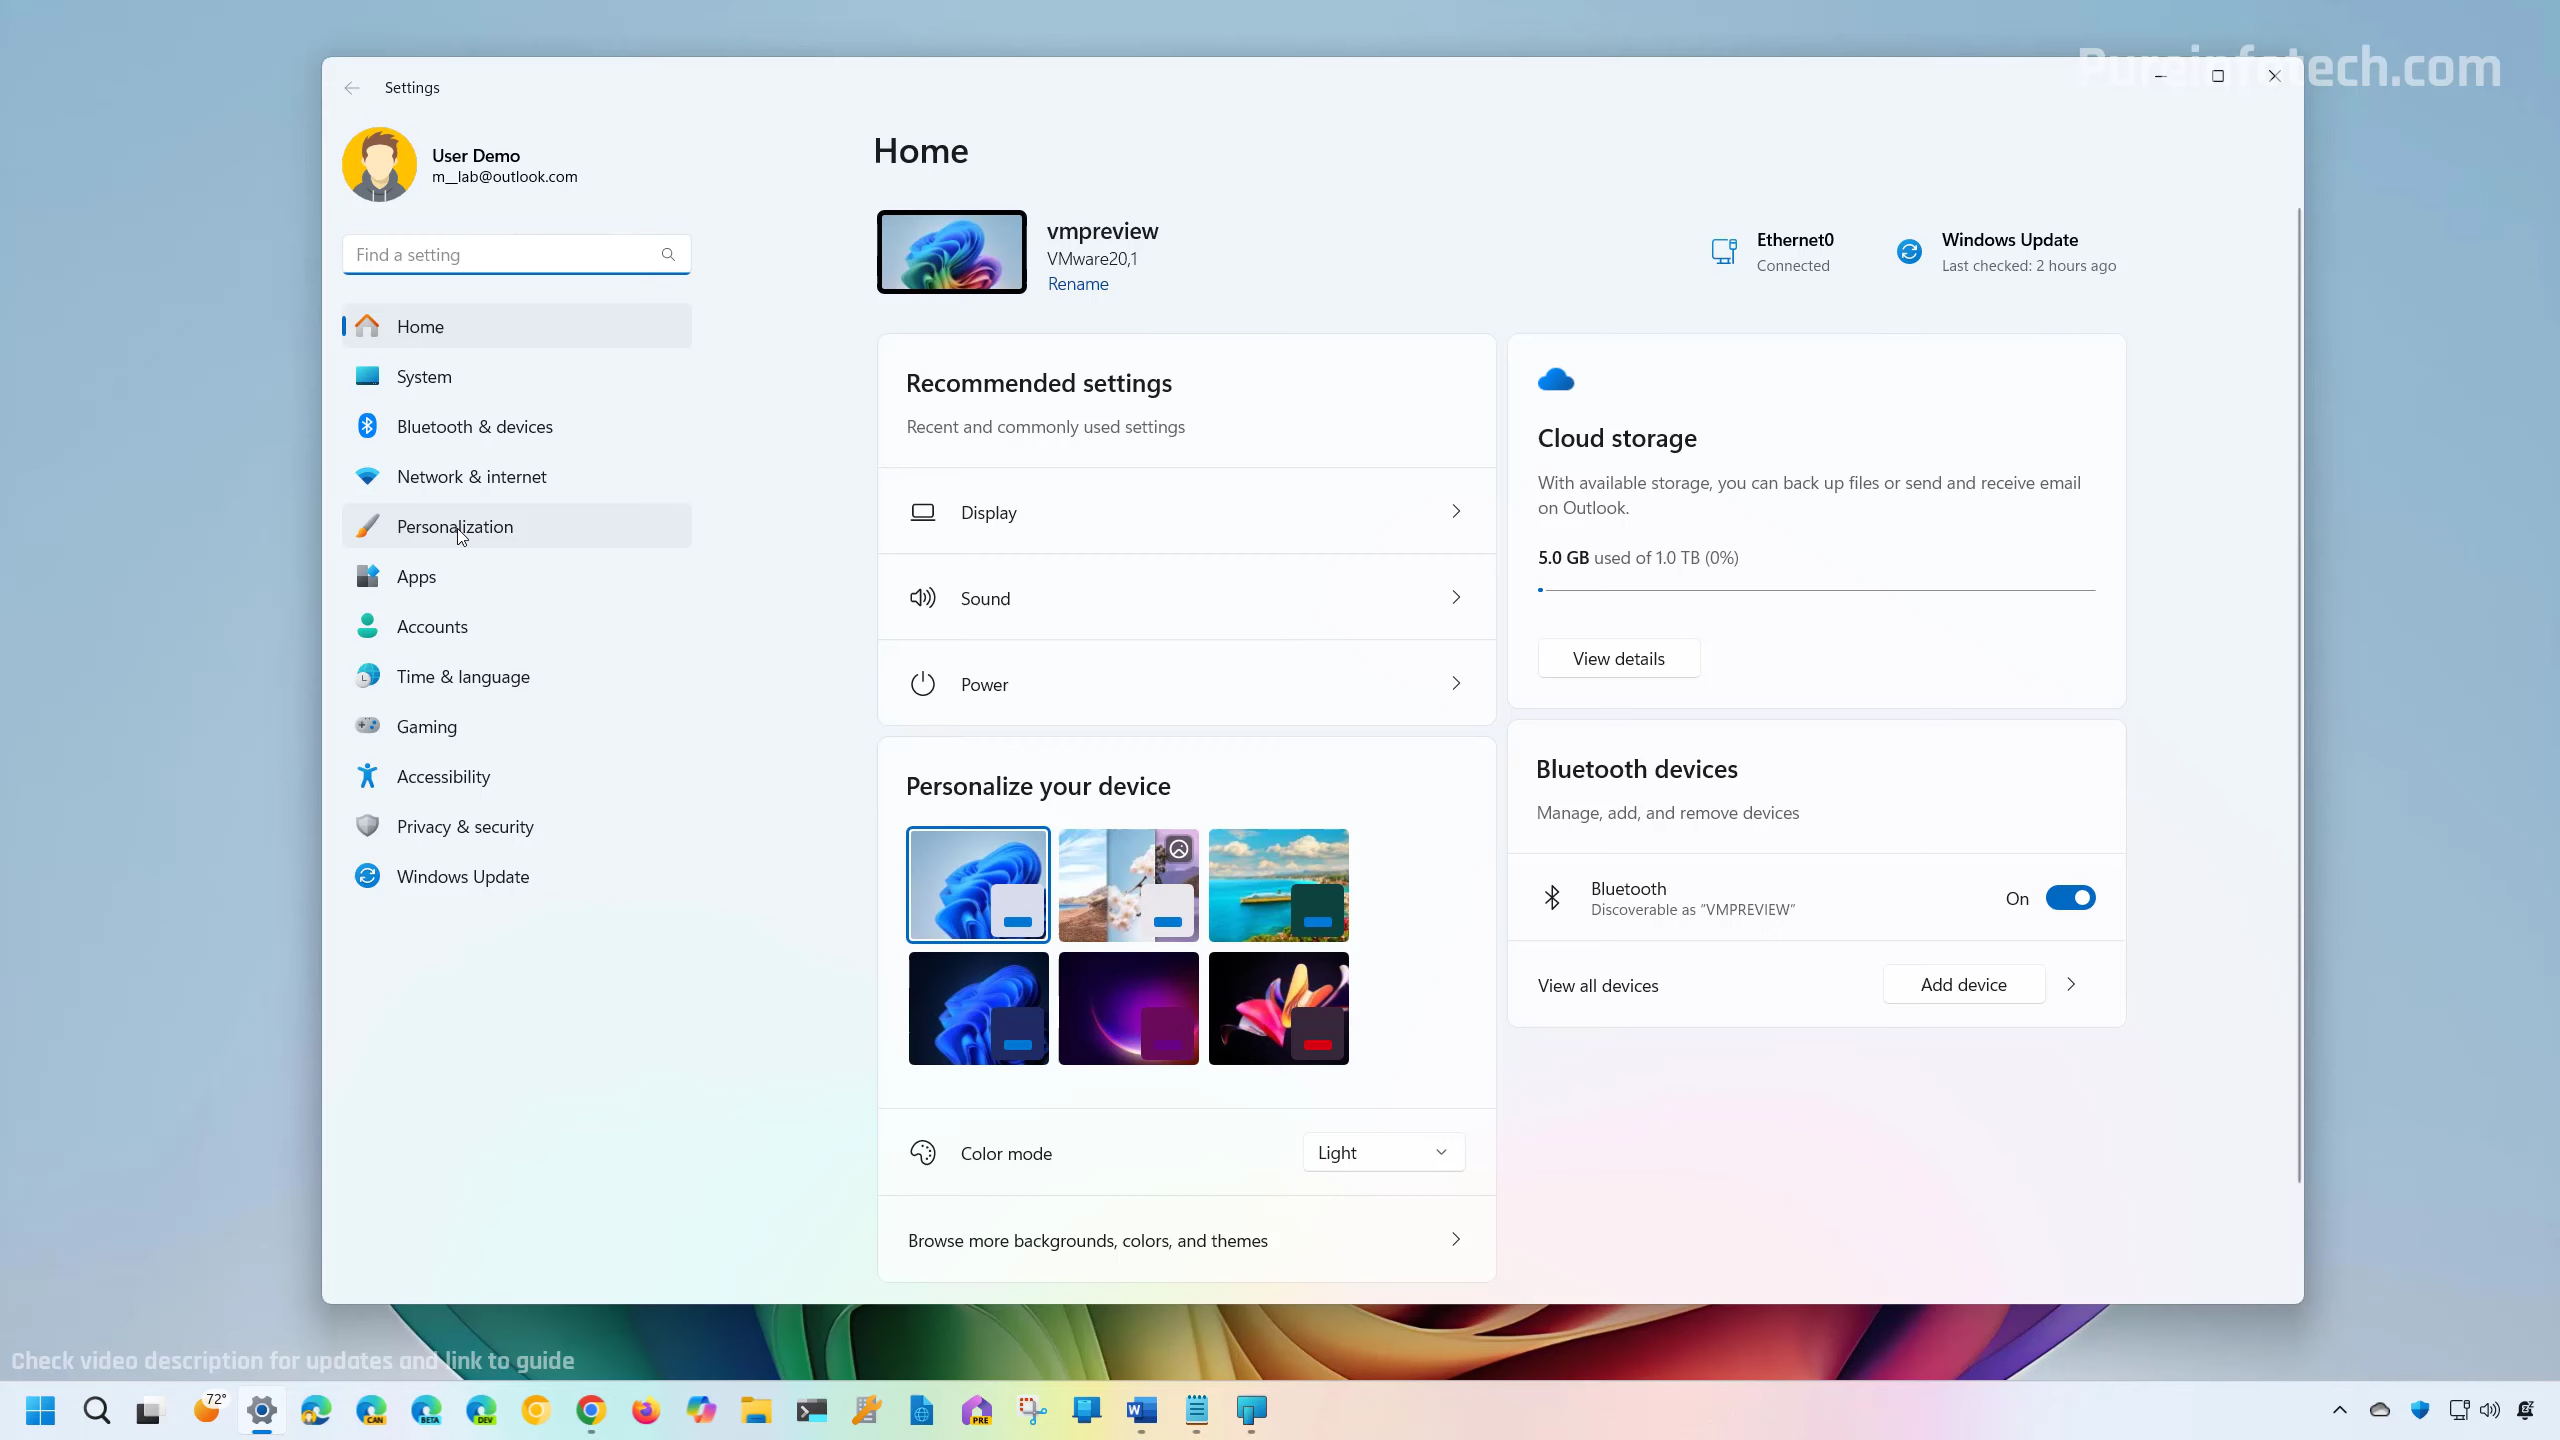 Pureinfotech.com
Settings
User Demo
m__lab@outlook.com
Find a setting
Home
System
Bluetooth & devices
Network & internet
Personalization
Apps
Accounts
Time & language
Gaming
Accessibility
Privacy & security
Windows Update
Home
vmpreview
VMware20,1
Rename
Ethernet0
Connected
Windows Update
Last checked: 2 hours ago
Recommended settings
Recent and commonly used settings
Display
Sound
Power
Personalize your device
Color mode
Light
Browse more backgrounds, colors, and themes
Cloud storage
With available storage, you can back up files or send and receive email
on Outlook.
5.0 GB used of 1.0 TB (0%)
View details
Bluetooth devices
Manage, add, and remove devices
Bluetooth
Discoverable as "VMPREVIEW"
On
View all devices
Add device
Check video description for updates and link to guide
72°
CAN
BETA
DEV
PRE